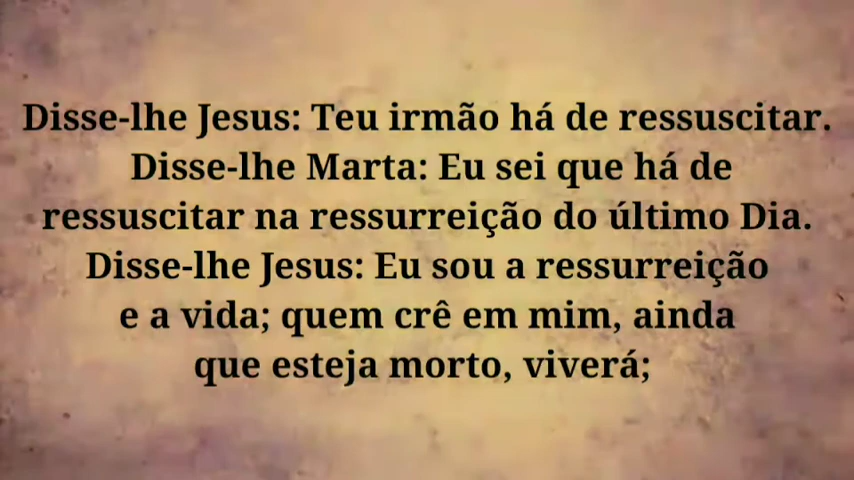 Disse-lhe Jesus: Teu irmão há de ressuscitar.
Disse-lhe Marta: Eu sei que há de
ressuscitar na ressurreição do último Dia.
Disse-lhe Jesus: Eu sou a ressurreição
e a vida; quem crê em mim, ainda
que esteja morto, viverá;